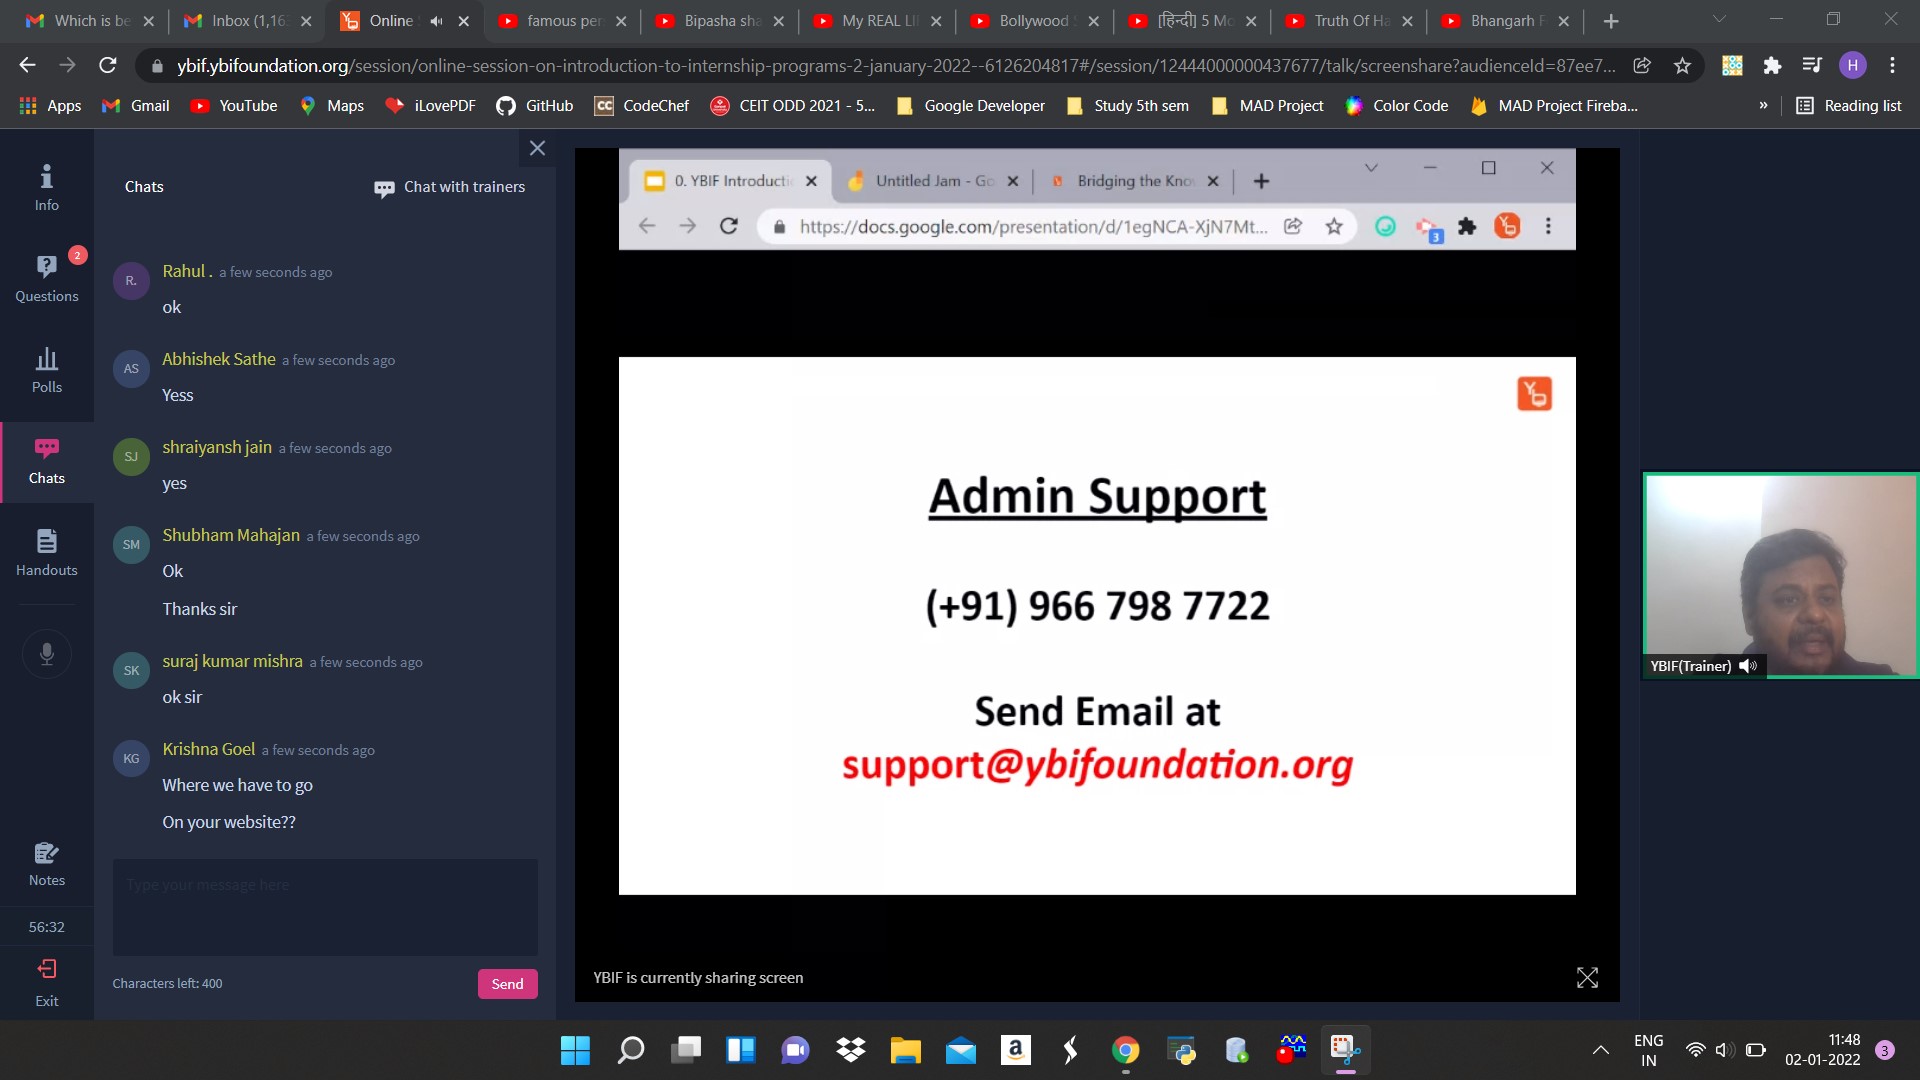 Which is be
Inbox (1,16
Online
famous per
Bipasha sha
My REAL LI
Bollywood
[हिन्दी] 5 Mo
Truth Of Ha
Bhangarh F
ybif.ybifoundation.org/session/online-session-on-introduction-to-internship-programs-2-january-2022--6126204817#/session/12444000000437677/talk/screenshare?audienceId=87ee7...
H
Apps
Gmail
YouTube
Maps
iLovePDF
GitHub
CC CodeChef
CEIT ODD 2021 - 5...
Google Developer
Study 5th sem
MAD Project
Color Code
MAD Project Fireba...
»
Reading list
Info
2
Questions
Polls
Chats
Handouts
Notes
56:32
Exit
Chats
Chat with trainers
R. Rahul . a few seconds ago
ok
AS Abhishek Sathe a few seconds ago
Yess
SJ shraiyansh jain a few seconds ago
yes
SM Shubham Mahajan a few seconds ago
Ok
Thanks sir
SK suraj kumar mishra a few seconds ago
ok sir
KG Krishna Goel a few seconds ago
Where we have to go
On your website??
Type your message here
Characters left: 400
Send
0. YBIF Introducti
Untitled Jam - Go
Bridging the Know
https://docs.google.com/presentation/d/1egNCA-XjN7Mt...
3
Admin Support
(+91) 966 798 7722
Send Email at
support@ybifoundation.org
YBIF is currently sharing screen
YBIF(Trainer)
ENG
IN
11:48
02-01-2022
3